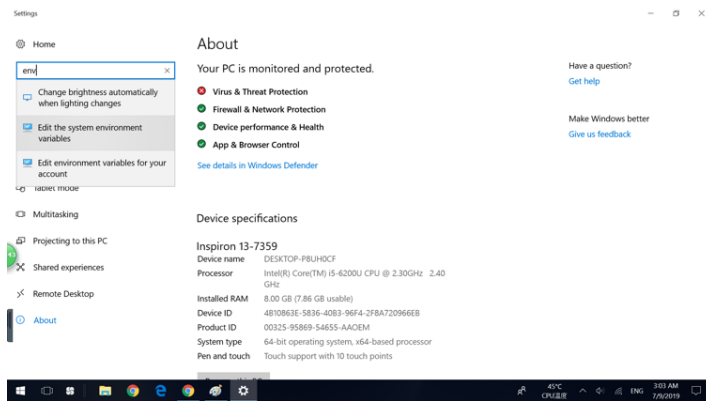 Settings
Home
About
env
Your PC is monitored and protected.
Have a question?
Get help
Change brightness automatically
when lighting changes
Virus & Threat Protection
Firewall & Network Protection
Make Windows better
Edit the system environment
variables
Device performance & Health
Give us feedback
App & Browser Control
Edit environment variables for your
account
See details in Windows Defender
Tablet mode
Multitasking
Device specifications
Projecting to this PC
Inspiron 13-7359
Device name DESKTOP-P8UH0CF
Shared experiences
Processor Intel(R) Core(TM) i5-6200U CPU @ 2.30GHz 2.40
GHz
Remote Desktop
Installed RAM 8.00 GB (7.86 GB usable)
About
Device ID 4B10863E-5836-40B3-96F4-2F8A720966EB
Product ID 00325-95869-54655-AAOEM
System type 64-bit operating system, x64-based processor
Pen and touch Touch support with 10 touch points
45°C
CPU温度
ENG
3:03 AM
7/9/2019